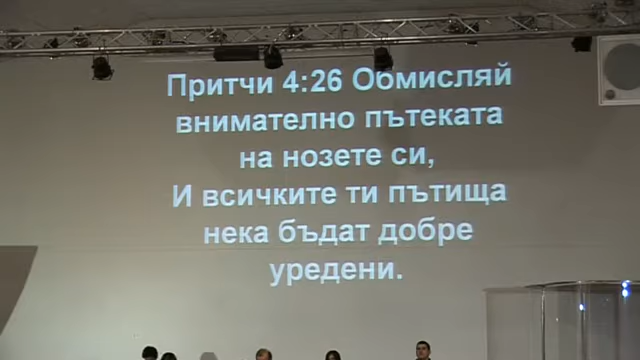 Притчи 4:26 Обмисляй
внимателно пътеката
на нозете си,
И всичките ти пътища
нека бъдат добре
уредени.